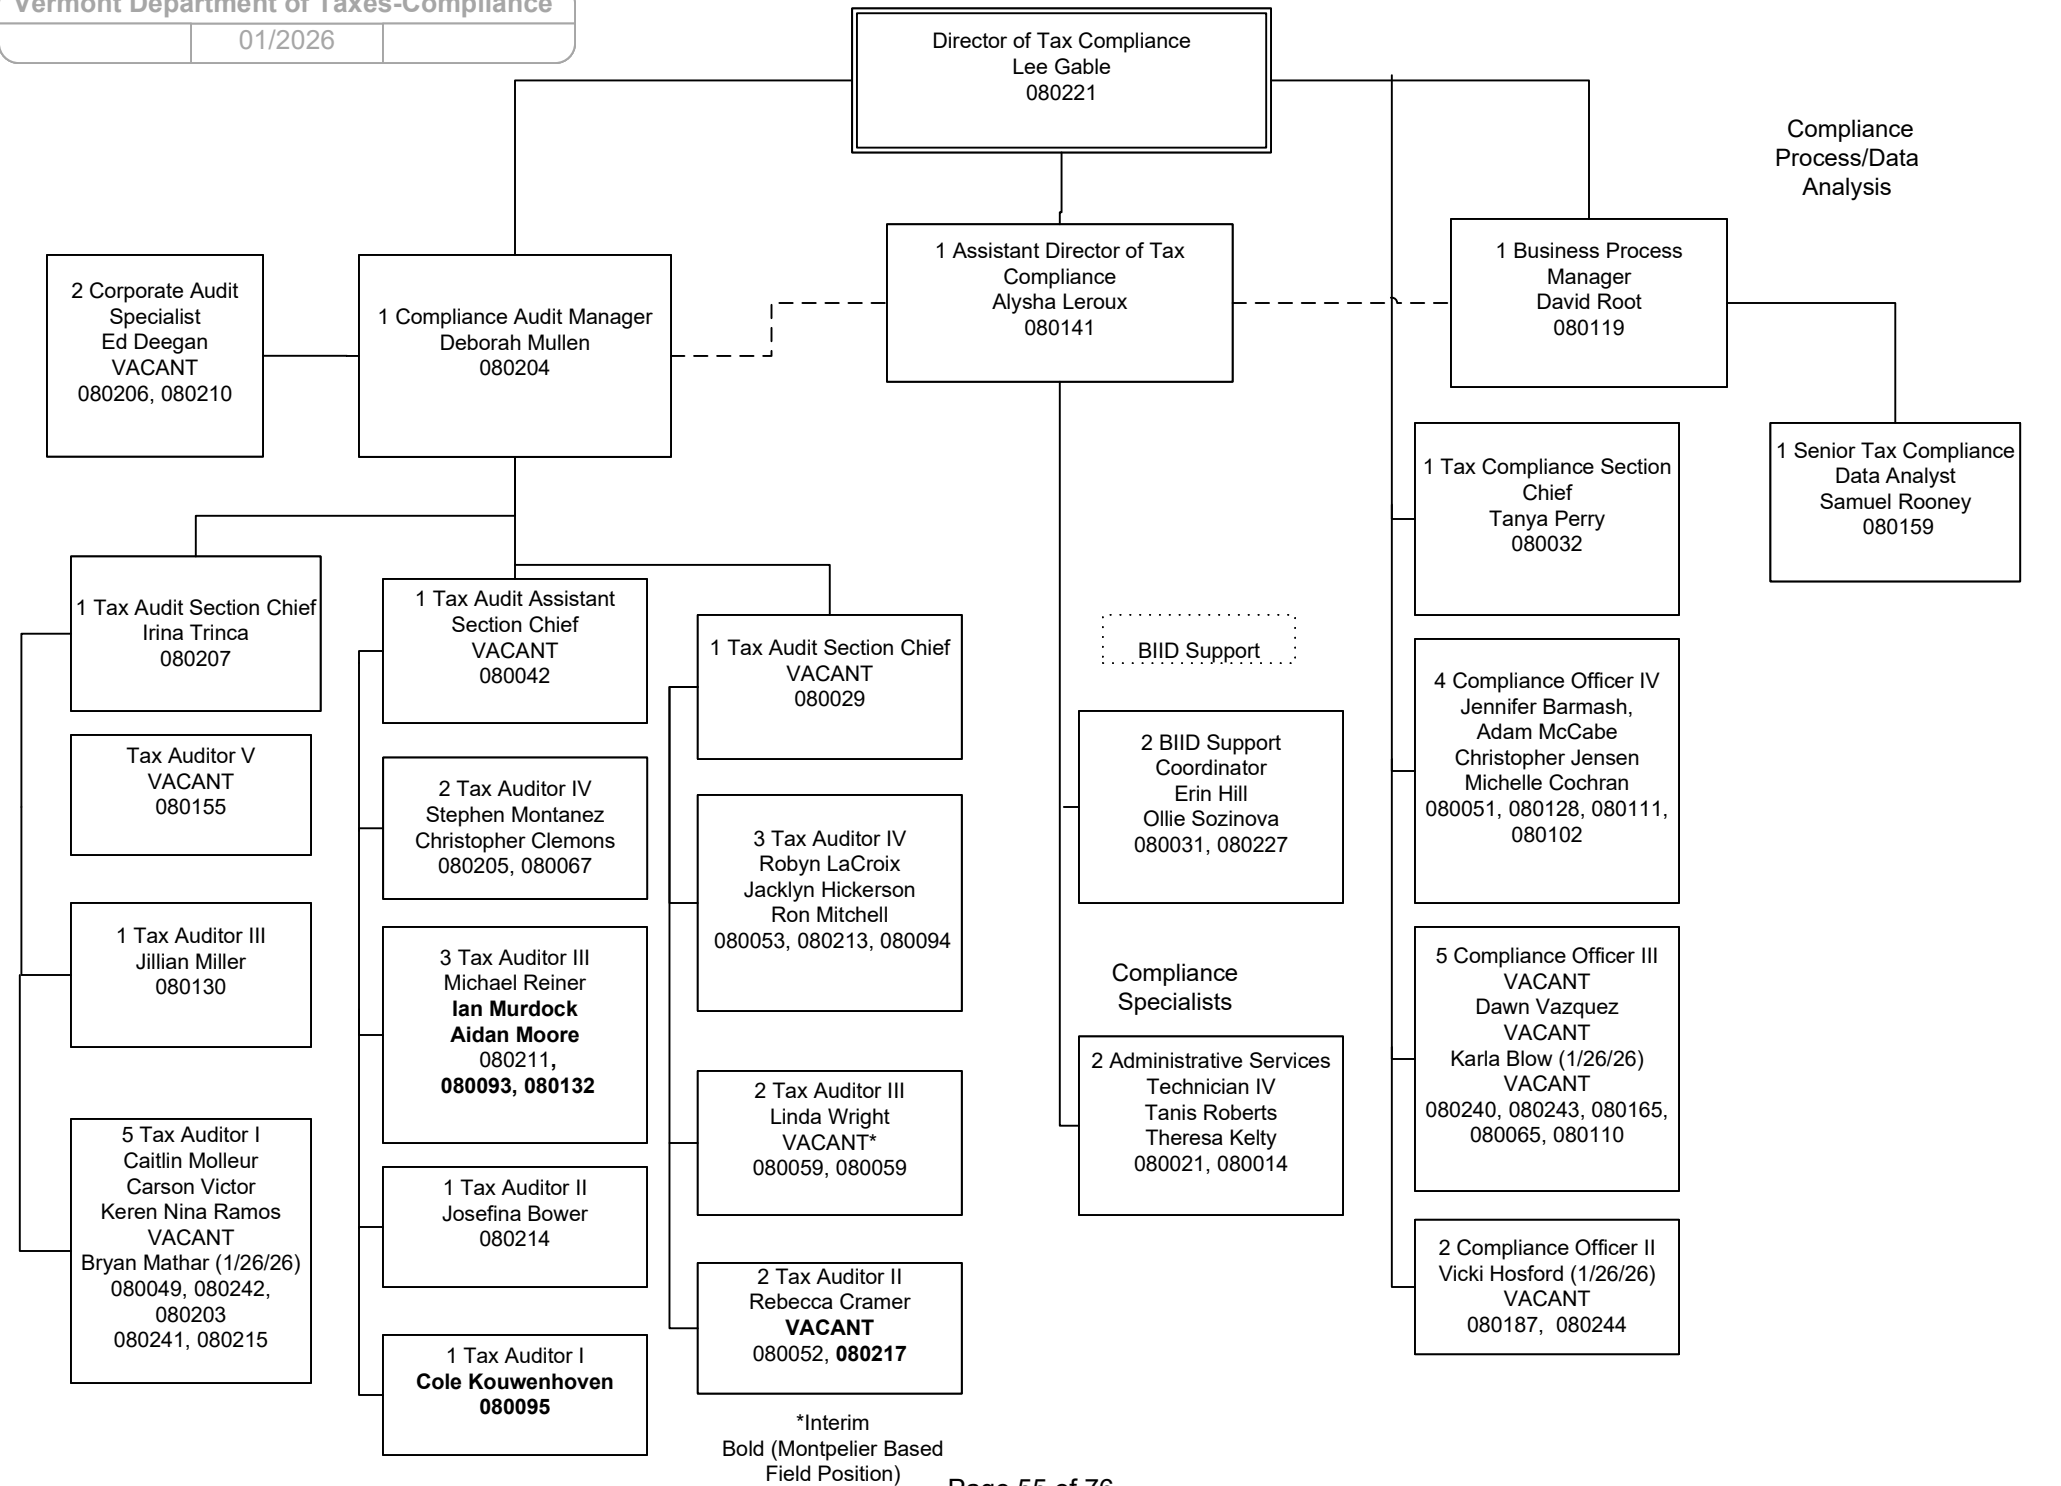 Vermont Department of Taxes-Compliance
01/2026
Director of Tax Compliance
Lee Gable
080221
Compliance
Process/Data
Analysis
2 Corporate Audit
Specialist
Ed Deegan
VACANT
080206, 080210
1 Compliance Audit Manager
Deborah Mullen
080204
1 Assistant Director of Tax
Compliance
Alysha Leroux
080141
1 Business Process
Manager
David Root
080119
1 Tax Compliance Section
Chief
Tanya Perry
080032
1 Senior Tax Compliance
Data Analyst
Samuel Rooney
080159
1 Tax Audit Section Chief
Irina Trinca
080207
Tax Auditor V
VACANT
080155
1 Tax Auditor III
Jillian Miller
080130
5 Tax Auditor I
Caitlin Molleur
Carson Victor
Keren Nina Ramos
VACANT
Bryan Mathar (1/26/26)
080049, 080242,
080203
080241, 080215
1 Tax Audit Assistant
Section Chief
VACANT
080042
2 Tax Auditor IV
Stephen Montanez
Christopher Clemons
080205, 080067
3 Tax Auditor III
Michael Reiner
Ian Murdock
Aidan Moore
080211,
080093, 080132
1 Tax Auditor II
Josefina Bower
080214
1 Tax Auditor I
Cole Kouwenhoven
080095
1 Tax Audit Section Chief
VACANT
080029
3 Tax Auditor IV
Robyn LaCroix
Jacklyn Hickerson
Ron Mitchell
080053, 080213, 080094
2 Tax Auditor III
Linda Wright
VACANT*
080059, 080059
2 Tax Auditor II
Rebecca Cramer
VACANT
080052, 080217
*Interim
Bold (Montpelier Based
Field Position)
BIID Support
2 BIID Support
Coordinator
Erin Hill
Ollie Sozinova
080031, 080227
Compliance
Specialists
2 Administrative Services
Technician IV
Tanis Roberts
Theresa Kelty
080021, 080014
4 Compliance Officer IV
Jennifer Barmash,
Adam McCabe
Christopher Jensen
Michelle Cochran
080051, 080128, 080111,
080102
5 Compliance Officer III
VACANT
Dawn Vazquez
VACANT
Karla Blow (1/26/26)
VACANT
080240, 080243, 080165,
080065, 080110
2 Compliance Officer II
Vicki Hosford (1/26/26)
VACANT
080187,  080244
Page 55 of 76